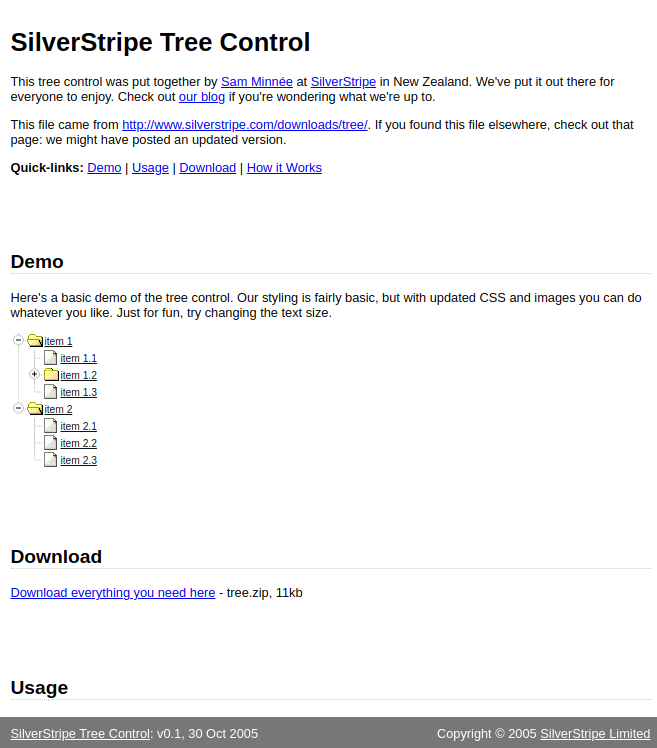 SilverStripe Tree Control
This tree control was put together by Sam Minnée at SilverStripe in New Zealand. We've put it out there for
everyone to enjoy. Check out our blog if you're wondering what we're up to.
This file came from http://www.silverstripe.com/downloads/tree/. If you found this file elsewhere, check out that
page: we might have posted an updated version.
Quick-links: Demo | Usage | Download | How it Works
Demo
Here's a basic demo of the tree control. Our styling is fairly basic, but with updated CSS and images you can do
whatever you like. Just for fun, try changing the text size.
item 1
item 1.1
item 1.2
item 1.3
item 2
item 2.1
item 2.2
item 2.3
Download
Download everything you need here - tree.zip, 11kb
Usage
SilverStripe Tree Control: v0.1, 30 Oct 2005 Copyright © 2005 SilverStripe Limited